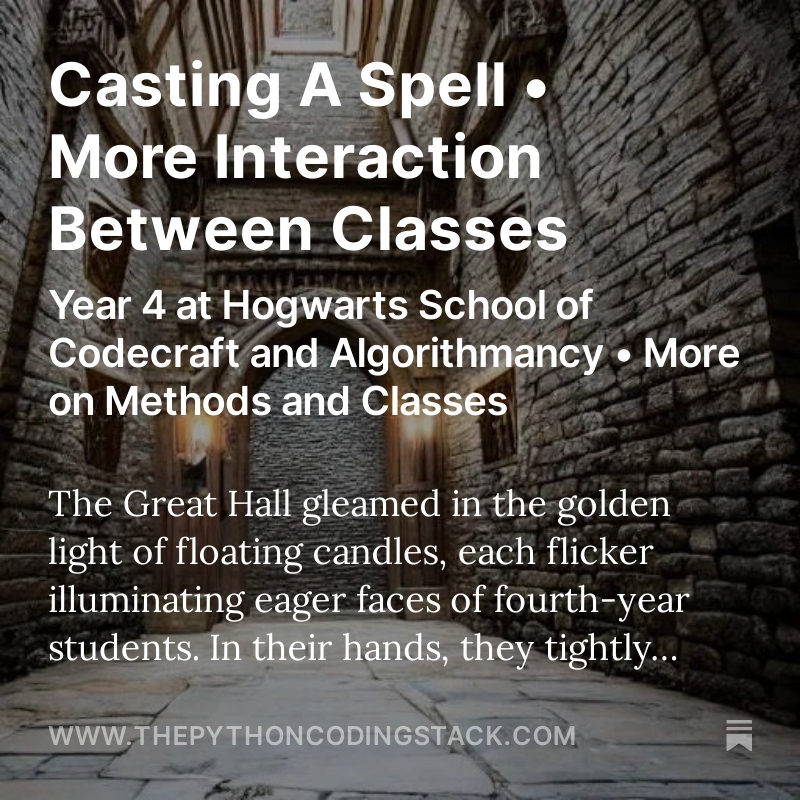 Casting A Spell •
More Interaction
Between Classes
Year 4 at Hogwarts School of
Codecraft and Algorithmancy • More
on Methods and Classes
The Great Hall gleamed in the golden
light of floating candles, each flicker
illuminating eager faces of fourth-year
students. In their hands, they tightly...
WWW.THEPYTHONCODINGSTACK.COM